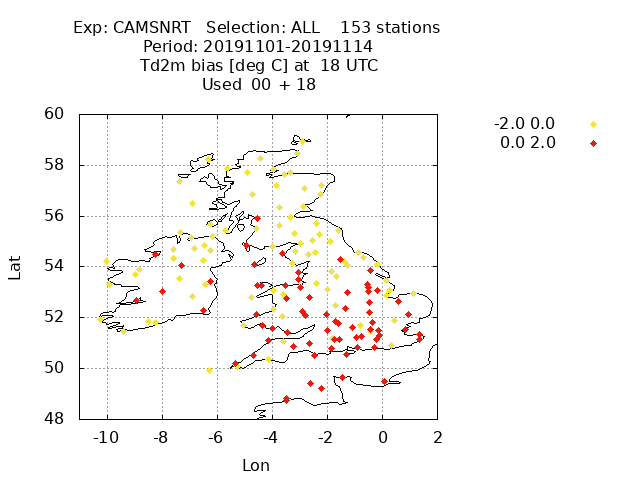 Exp: CAMSNRT   Selection: ALL    153 stations
Period: 20191101-20191114
Td2m bias [deg C] at  18 UTC
Used  00 + 18
-2.0 0.0
0.0 2.0
60
58
56
54
52
50
48
Lat
-10 -8 -6 -4 -2 0 2
Lon